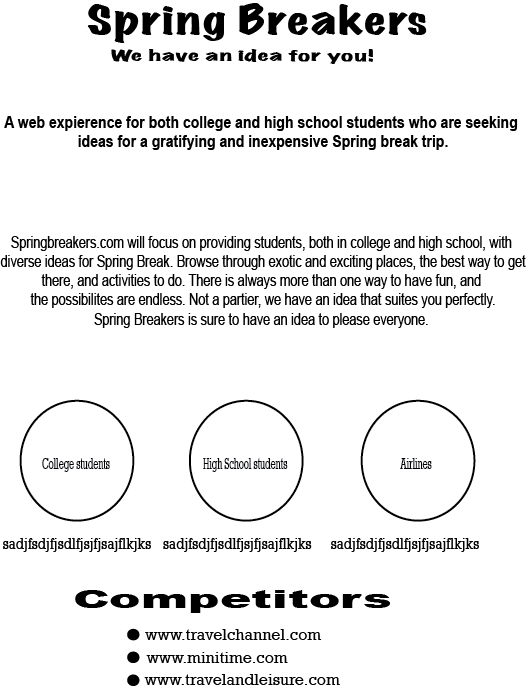 Spring Breakers
We have an idea for you!
A web expierence for both college and high school students who are seeking
ideas for a gratifying and inexpensive Spring break trip.
Springbreakers.com will focus on providing students, both in college and high school, with
diverse ideas for Spring Break. Browse through exotic and exciting places, the best way to get
there, and activities to do. There is always more than one way to have fun, and
the possibilites are endless. Not a partier, we have an idea that suites you perfectly.
Spring Breakers is sure to have an idea to please everyone.
College students High School students Airlines
sadjfsdjfjsdlfjsjfjsajflkjks sadjfsdjfjsdlfjsjfjsajflkjks sadjfsdjfjsdlfjsjfjsajflkjks
Competitors
● www.travelchannel.com
● www.minitime.com
● www.travelandleisure.com